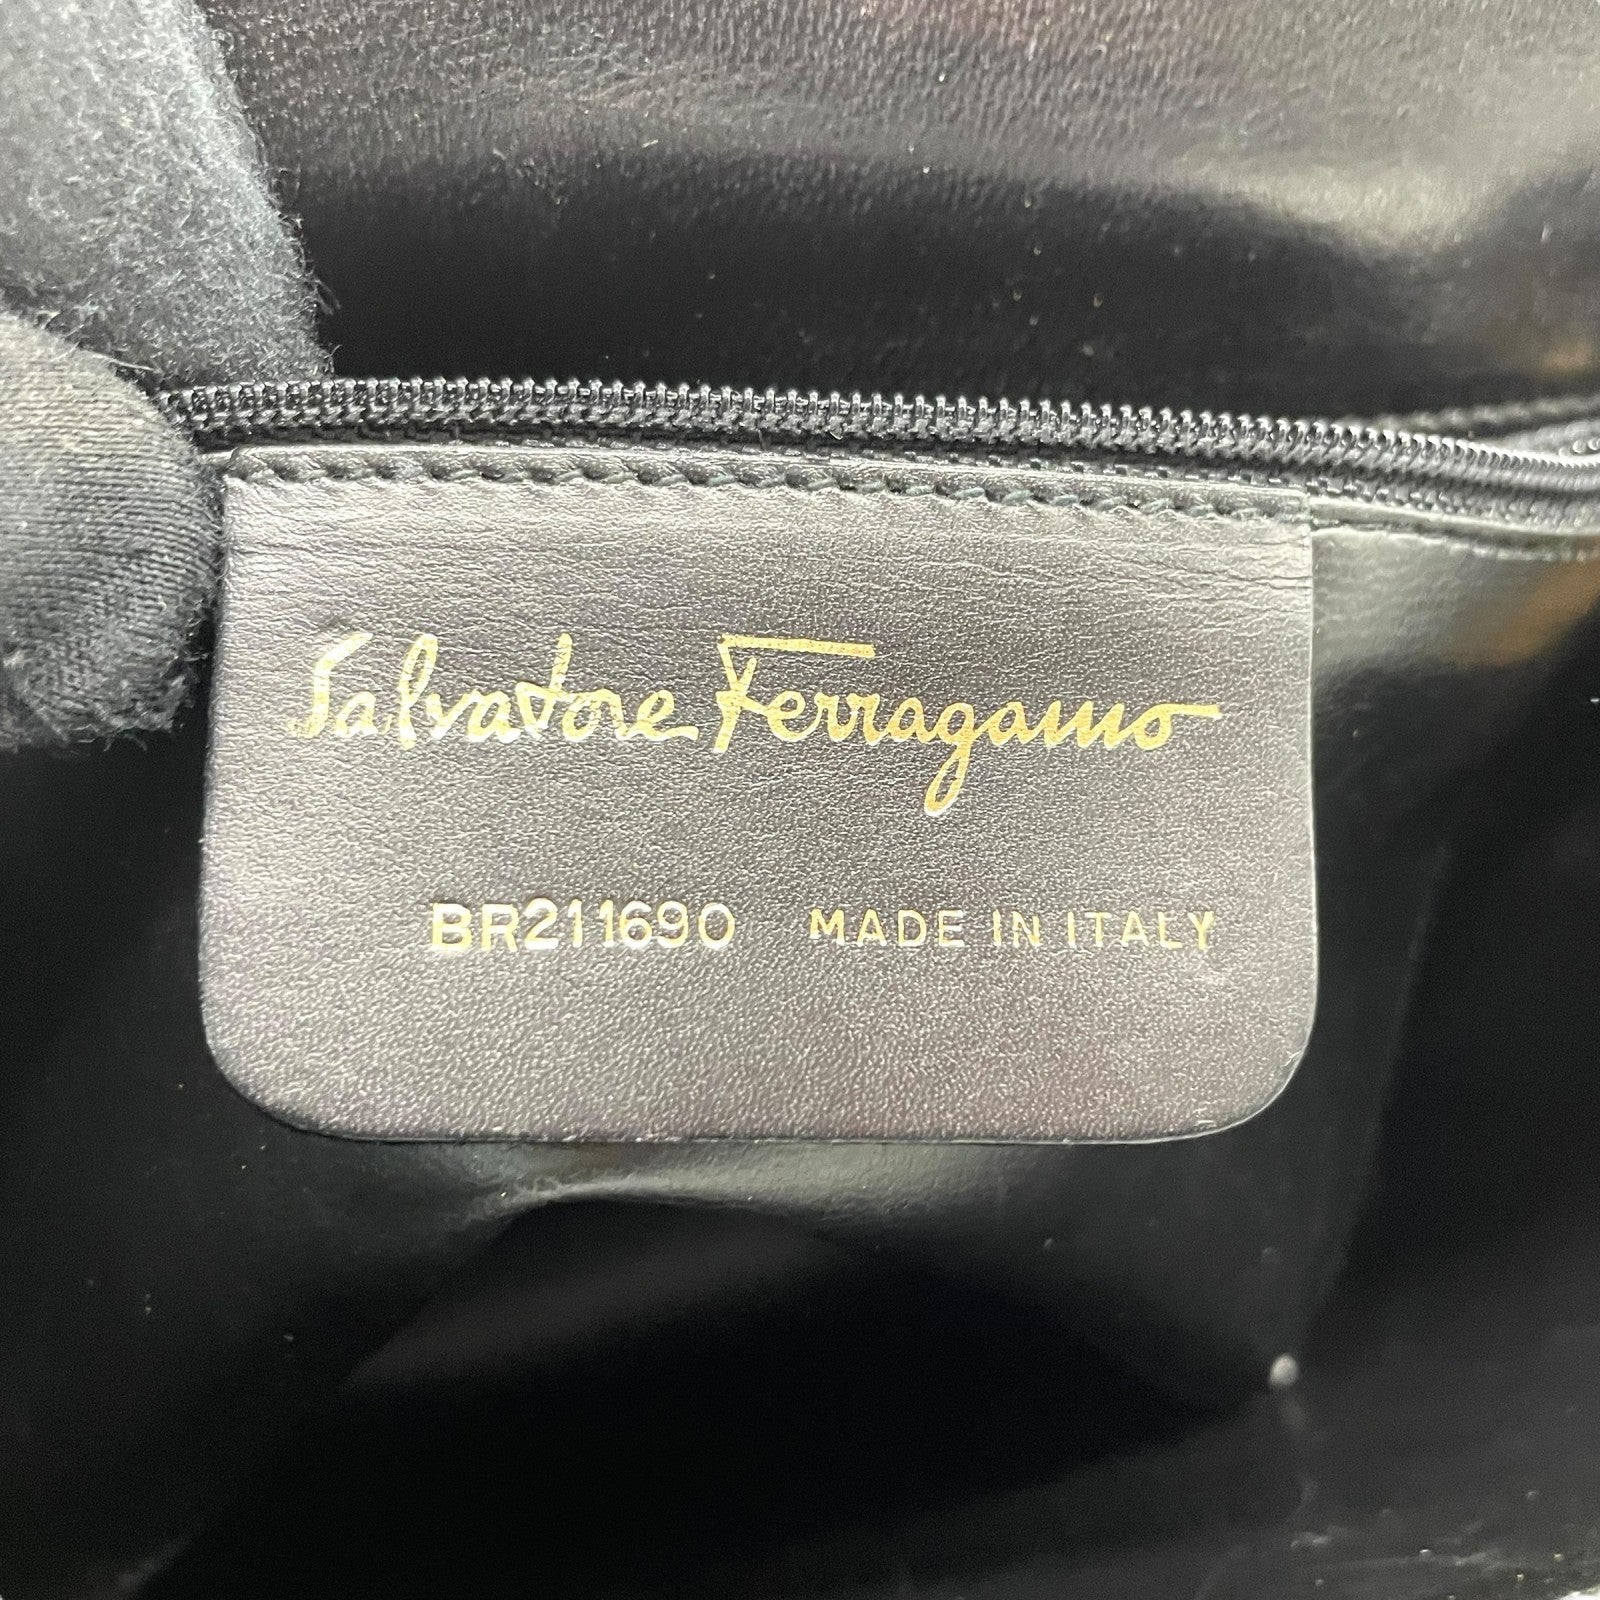 Salvatore Ferragamo
BR211690 MADE IN ITALY